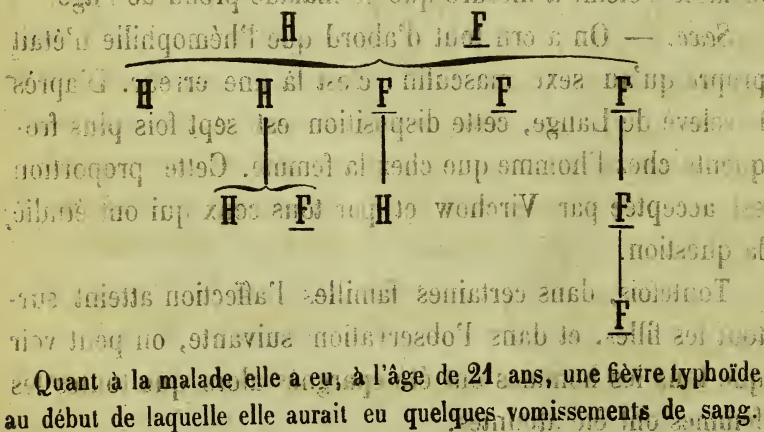 H F
H H F F F
H F H F
F
Quant à la malade elle a eu, à l'âge de 21 ans, une fièvre typhoïde
au début de laquelle elle aurait eu quelques vomissements de sang.